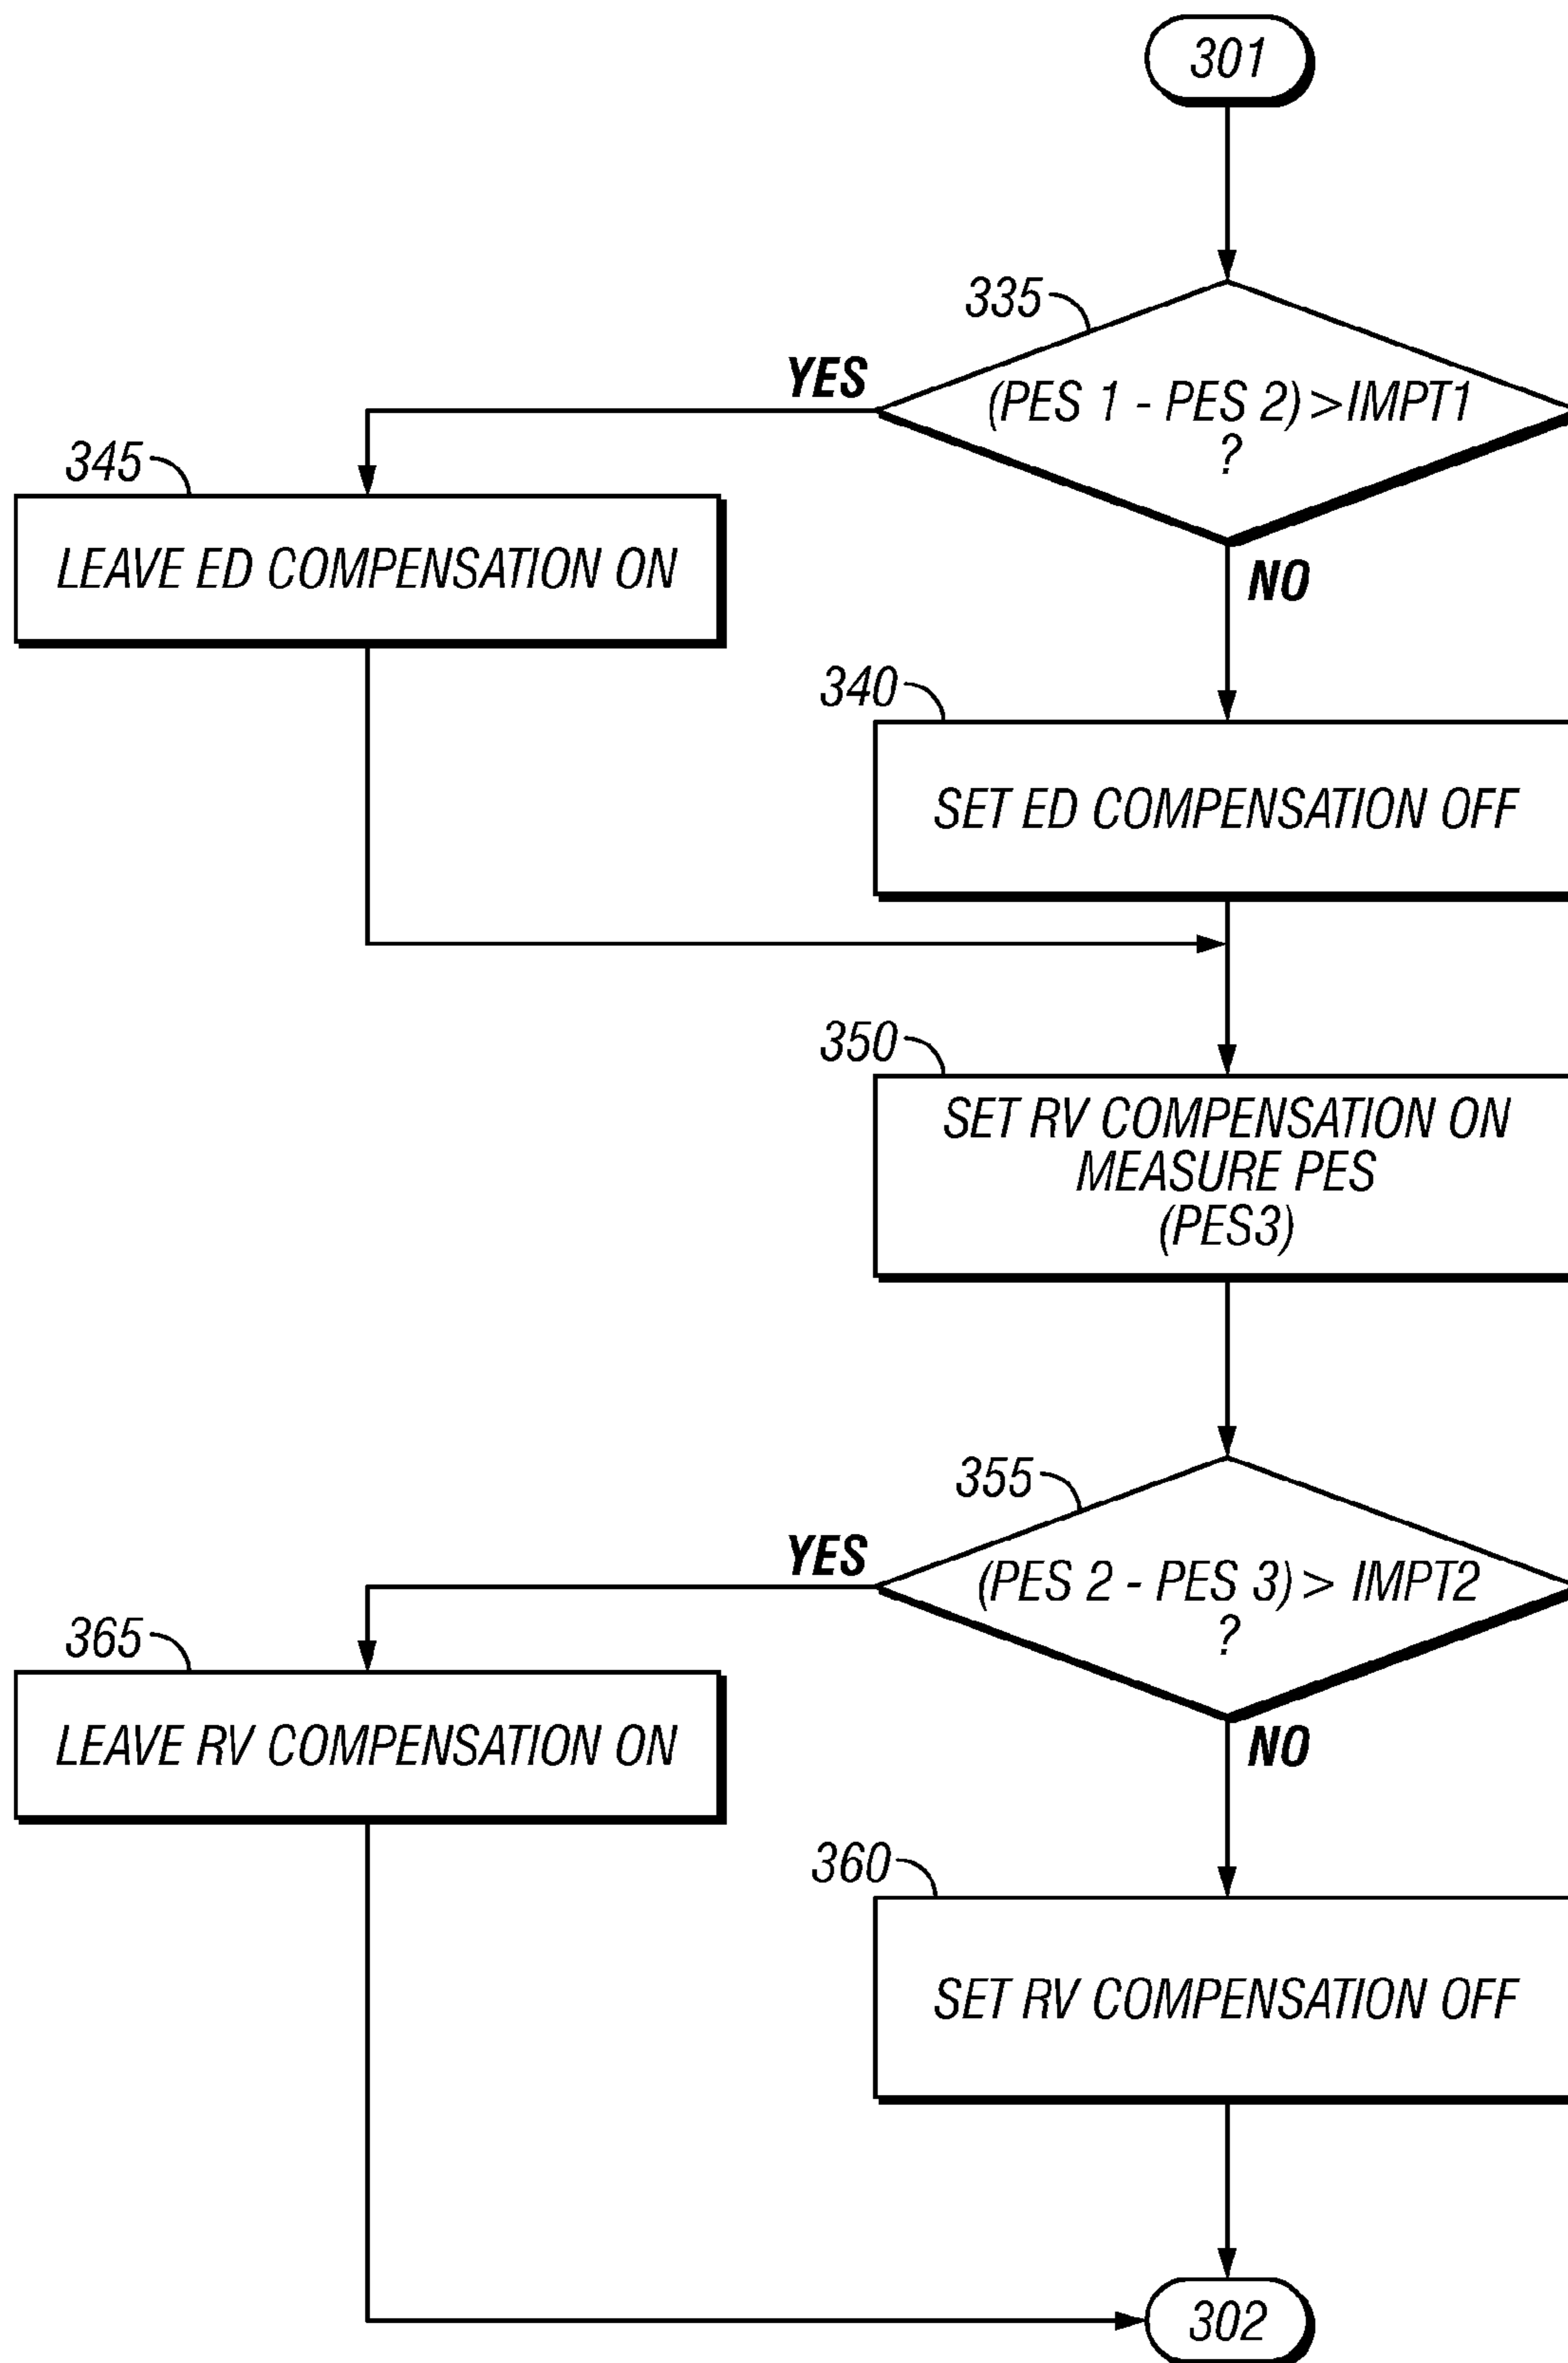 301
335
(PES 1 - PES 2) >IMPT1
?
YES
NO
345
LEAVE ED COMPENSATION ON
340
SET ED COMPENSATION OFF
350
SET RV COMPENSATION ON
MEASURE PES
(PES3)
355
(PES 2 - PES 3) > IMPT2
?
YES
NO
365
LEAVE RV COMPENSATION ON
360
SET RV COMPENSATION OFF
302